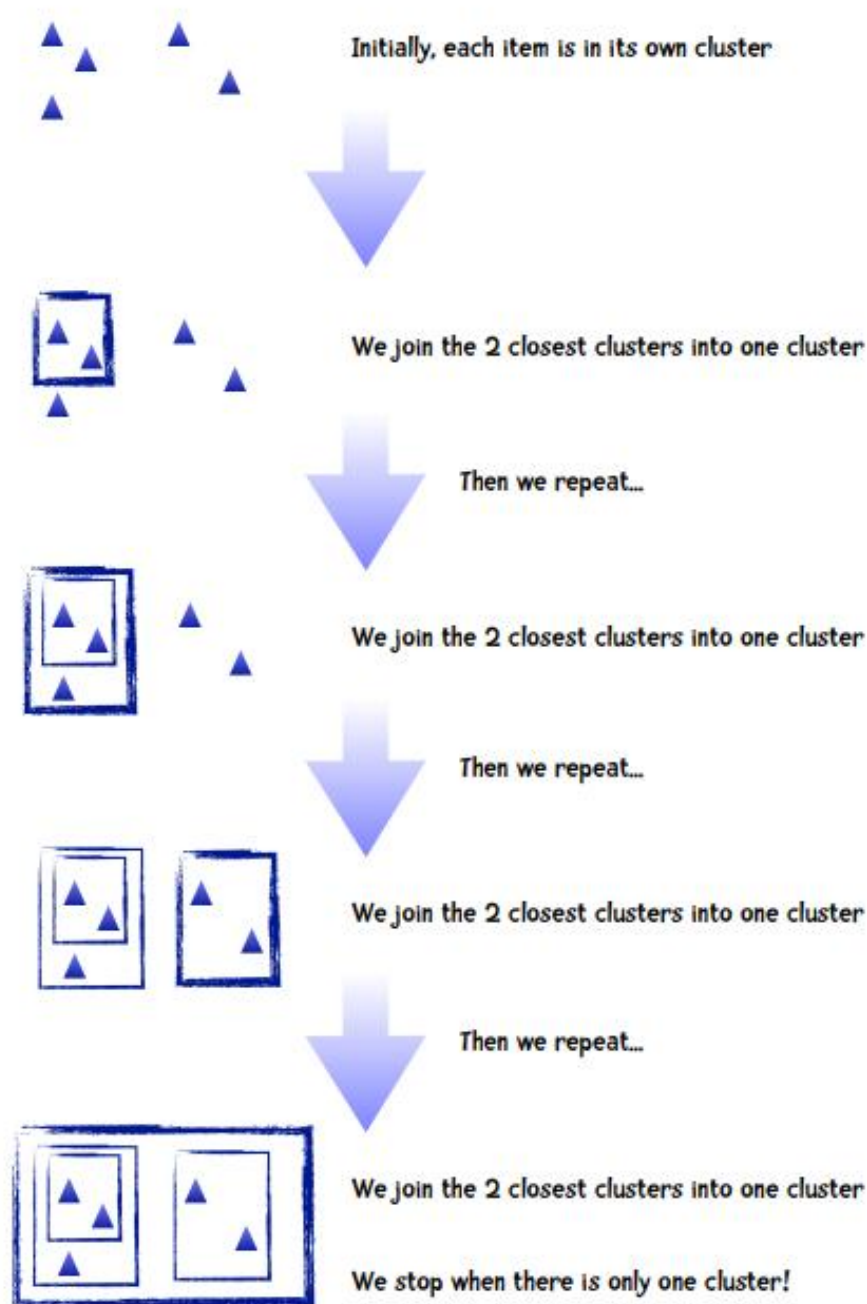 Initially, each item is in its own cluster
We join the 2 closest clusters into one cluster
Then we repeat...
We join the 2 closest clusters into one cluster
Then we repeat...
We join the 2 closest clusters into one cluster
Then we repeat...
We join the 2 closest clusters into one cluster
We stop when there is only one cluster!